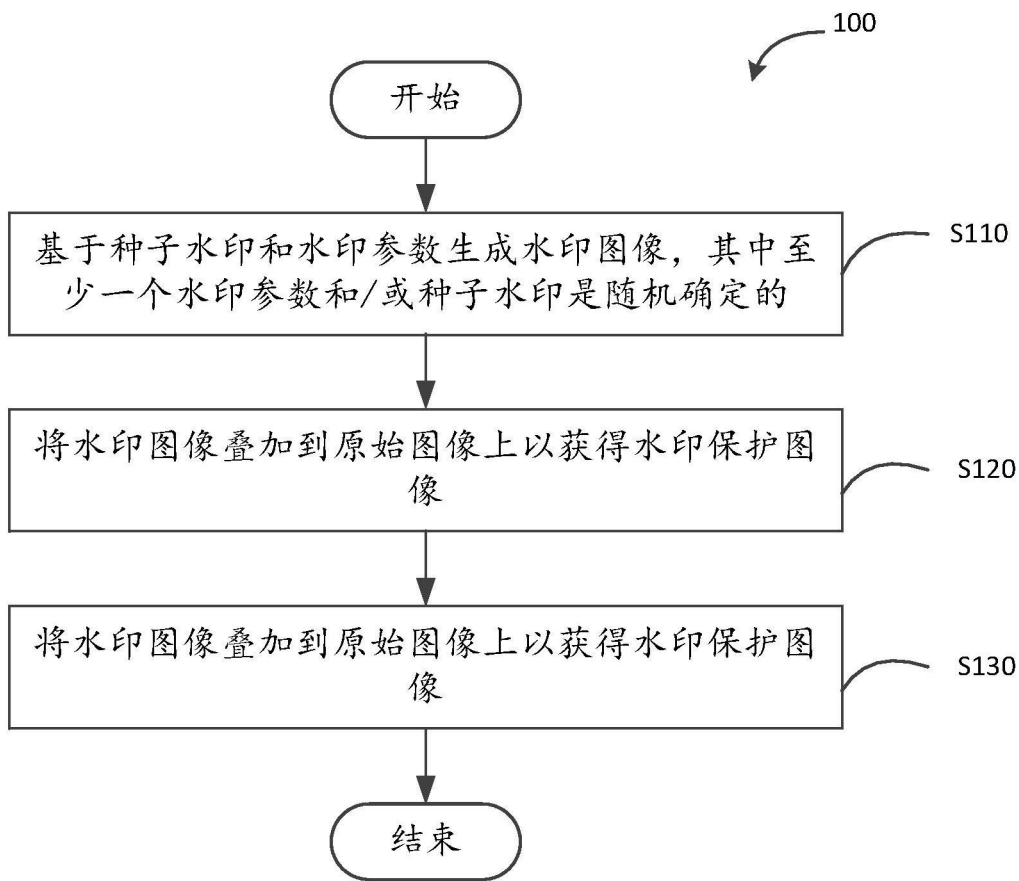 100
开始
基于种子水印和水印参数生成水印图像，其中至
少一个水印参数和/或种子水印是随机确定的
S110
将水印图像叠加到原始图像上以获得水印保护图
像
S120
将水印图像叠加到原始图像上以获得水印保护图
像
S130
结束